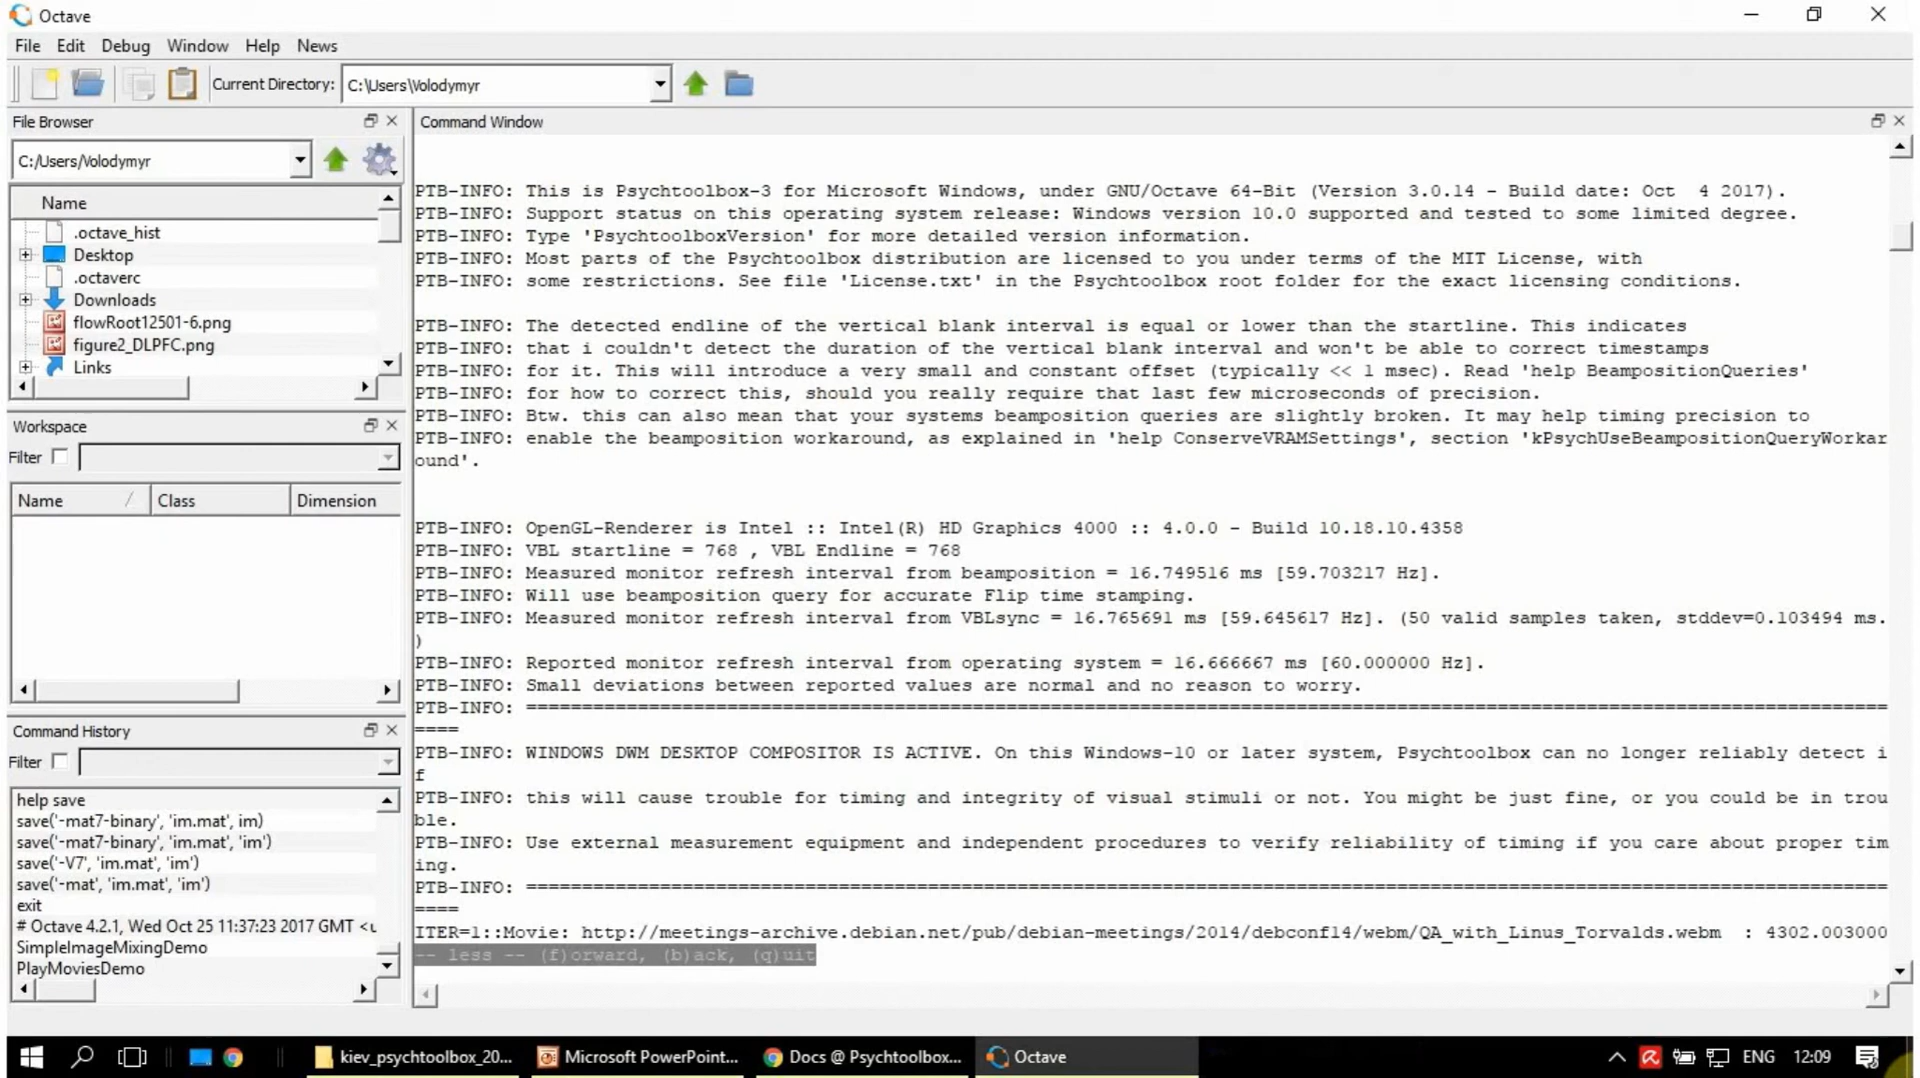 Octave
File Edit Debug Window Help News
Current Directory: C:\Users\Volodymyr
File Browser
C:/Users/Volodymyr
Name
.octave_hist
Desktop
.octaverc
Downloads
flowRoot12501-6.png
figure2_DLPFC.png
Links
Workspace
Filter
Name Class Dimension
Command History
Filter
help save
save('-mat7-binary', 'im.mat', im)
save('-mat7-binary', 'im.mat', 'im')
save('-V7', 'im.mat', 'im')
save('-mat', 'im.mat', 'im')
exit
# Octave 4.2.1, Wed Oct 25 11:37:23 2017 GMT <u
SimpleImageMixingDemo
PlayMoviesDemo
Command Window
PTB-INFO: This is Psychtoolbox-3 for Microsoft Windows, under GNU/Octave 64-Bit (Version 3.0.14 - Build date: Oct  4 2017).
PTB-INFO: Support status on this operating system release: Windows version 10.0 supported and tested to some limited degree.
PTB-INFO: Type 'PsychtoolboxVersion' for more detailed version information.
PTB-INFO: Most parts of the Psychtoolbox distribution are licensed to you under terms of the MIT License, with
PTB-INFO: some restrictions. See file 'License.txt' in the Psychtoolbox root folder for the exact licensing conditions.
PTB-INFO: The detected endline of the vertical blank interval is equal or lower than the startline. This indicates
PTB-INFO: that i couldn't detect the duration of the vertical blank interval and won't be able to correct timestamps
PTB-INFO: for it. This will introduce a very small and constant offset (typically << 1 msec). Read 'help BeampositionQueries'
PTB-INFO: for how to correct this, should you really require that last few microseconds of precision.
PTB-INFO: Btw. this can also mean that your systems beamposition queries are slightly broken. It may help timing precision to
PTB-INFO: enable the beamposition workaround, as explained in 'help ConserveVRAMSettings', section 'kPsychUseBeampositionQueryWorkar
ound'.
PTB-INFO: OpenGL-Renderer is Intel :: Intel(R) HD Graphics 4000 :: 4.0.0 - Build 10.18.10.4358
PTB-INFO: VBL startline = 768 , VBL Endline = 768
PTB-INFO: Measured monitor refresh interval from beamposition = 16.749516 ms [59.703217 Hz].
PTB-INFO: Will use beamposition query for accurate Flip time stamping.
PTB-INFO: Measured monitor refresh interval from VBLsync = 16.765691 ms [59.645617 Hz]. (50 valid samples taken, stddev=0.103494 ms.
)
PTB-INFO: Reported monitor refresh interval from operating system = 16.666667 ms [60.000000 Hz].
PTB-INFO: Small deviations between reported values are normal and no reason to worry.
PTB-INFO: ==========================================================================================================================
====
PTB-INFO: WINDOWS DWM DESKTOP COMPOSITOR IS ACTIVE. On this Windows-10 or later system, Psychtoolbox can no longer reliably detect i
f
PTB-INFO: this will cause trouble for timing and integrity of visual stimuli or not. You might be just fine, or you could be in trou
ble.
PTB-INFO: Use external measurement equipment and independent procedures to verify reliability of timing if you care about proper tim
ing.
PTB-INFO: ==========================================================================================================================
====
ITER=1::Movie: http://meetings-archive.debian.net/pub/debian-meetings/2014/debconf14/webm/QA_with_Linus_Torvalds.webm  : 4302.003000
-- less -- (f)orward, (b)ack, (q)uit
kiev_psychtoolbox_20... Microsoft PowerPoint... Docs @ Psychtoolbox... Octave ENG 12:09